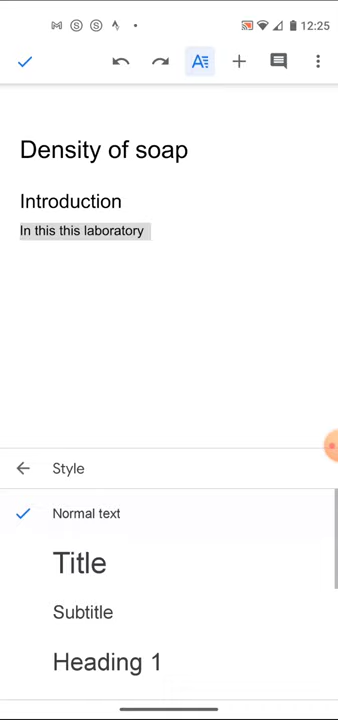 12:25
Density of soap
Introduction
In this this laboratory
Style
Normal text
Title
Subtitle
Heading 1